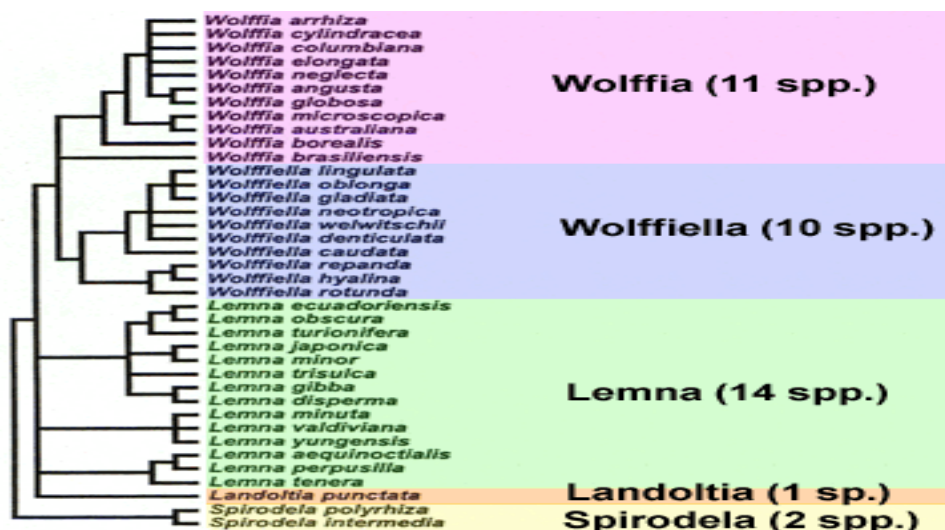 Wolffia arrhiza
Wolffia cylindracea
Wolffia columbiana
Wolffia elongata
Wolffia neglecta
Wolffia angusta
Wolffia globosa
Wolffia microscopica
Wolffia australiana
Wolffia borealis
Wolffia brasiliensis
Wolffia (11 spp.)
Wolffiella lingulata
Wolffiella oblonga
Wolffiella gladiata
Wolffiella neotropica
Wolffiella welwitschii
Wolffiella denticulata
Wolffiella caudata
Wolffiella repanda
Wolffiella hyalina
Wolffiella rotunda
Wolffiella (10 spp.)
Lemna ecuadoriensis
Lemna obscura
Lemna turionifera
Lemna japonica
Lemna minor
Lemna trisulca
Lemna gibba
Lemna disperma
Lemna minuta
Lemna valdiviana
Lemna yungensis
Lemna aequinoctialis
Lemna perpusilla
Lemna tenera
Lemna (14 spp.)
Landoltia punctata
Landoltia (1 sp.)
Spirodela polyrhiza
Spirodela intermedia
Spirodela (2 spp.)